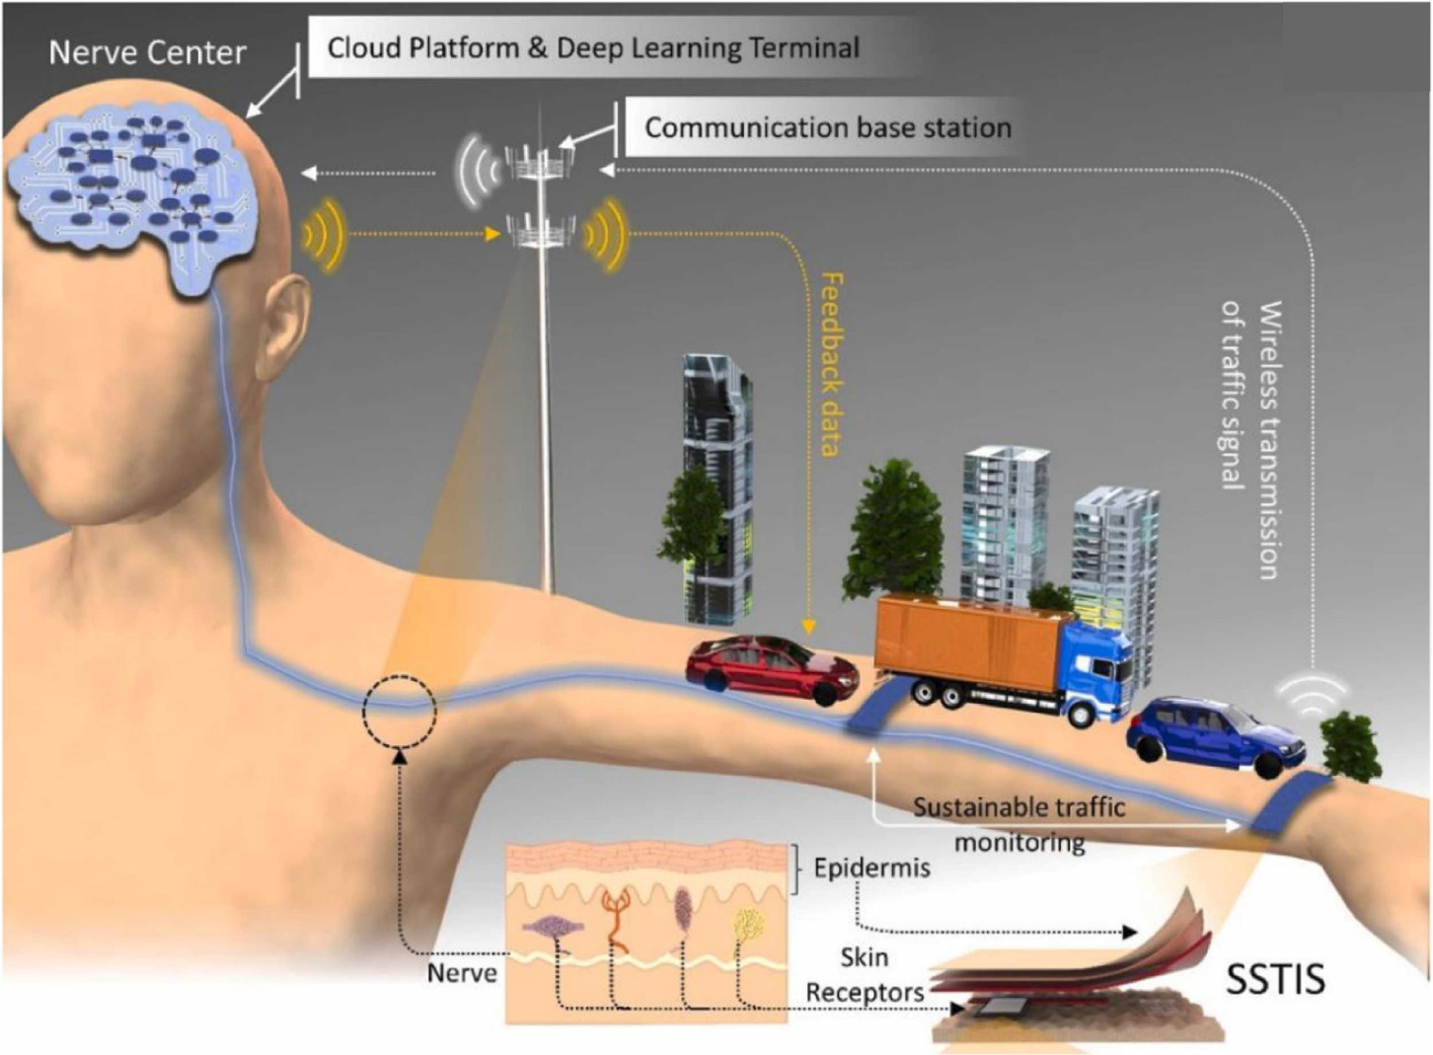 Nerve Center
Cloud Platform & Deep Learning Terminal
Communication base station
Feedback data
Wireless transmission
of traffic signal
Sustainable traffic
monitoring
Epidermis
Nerve
Skin
Receptors
SSTIS